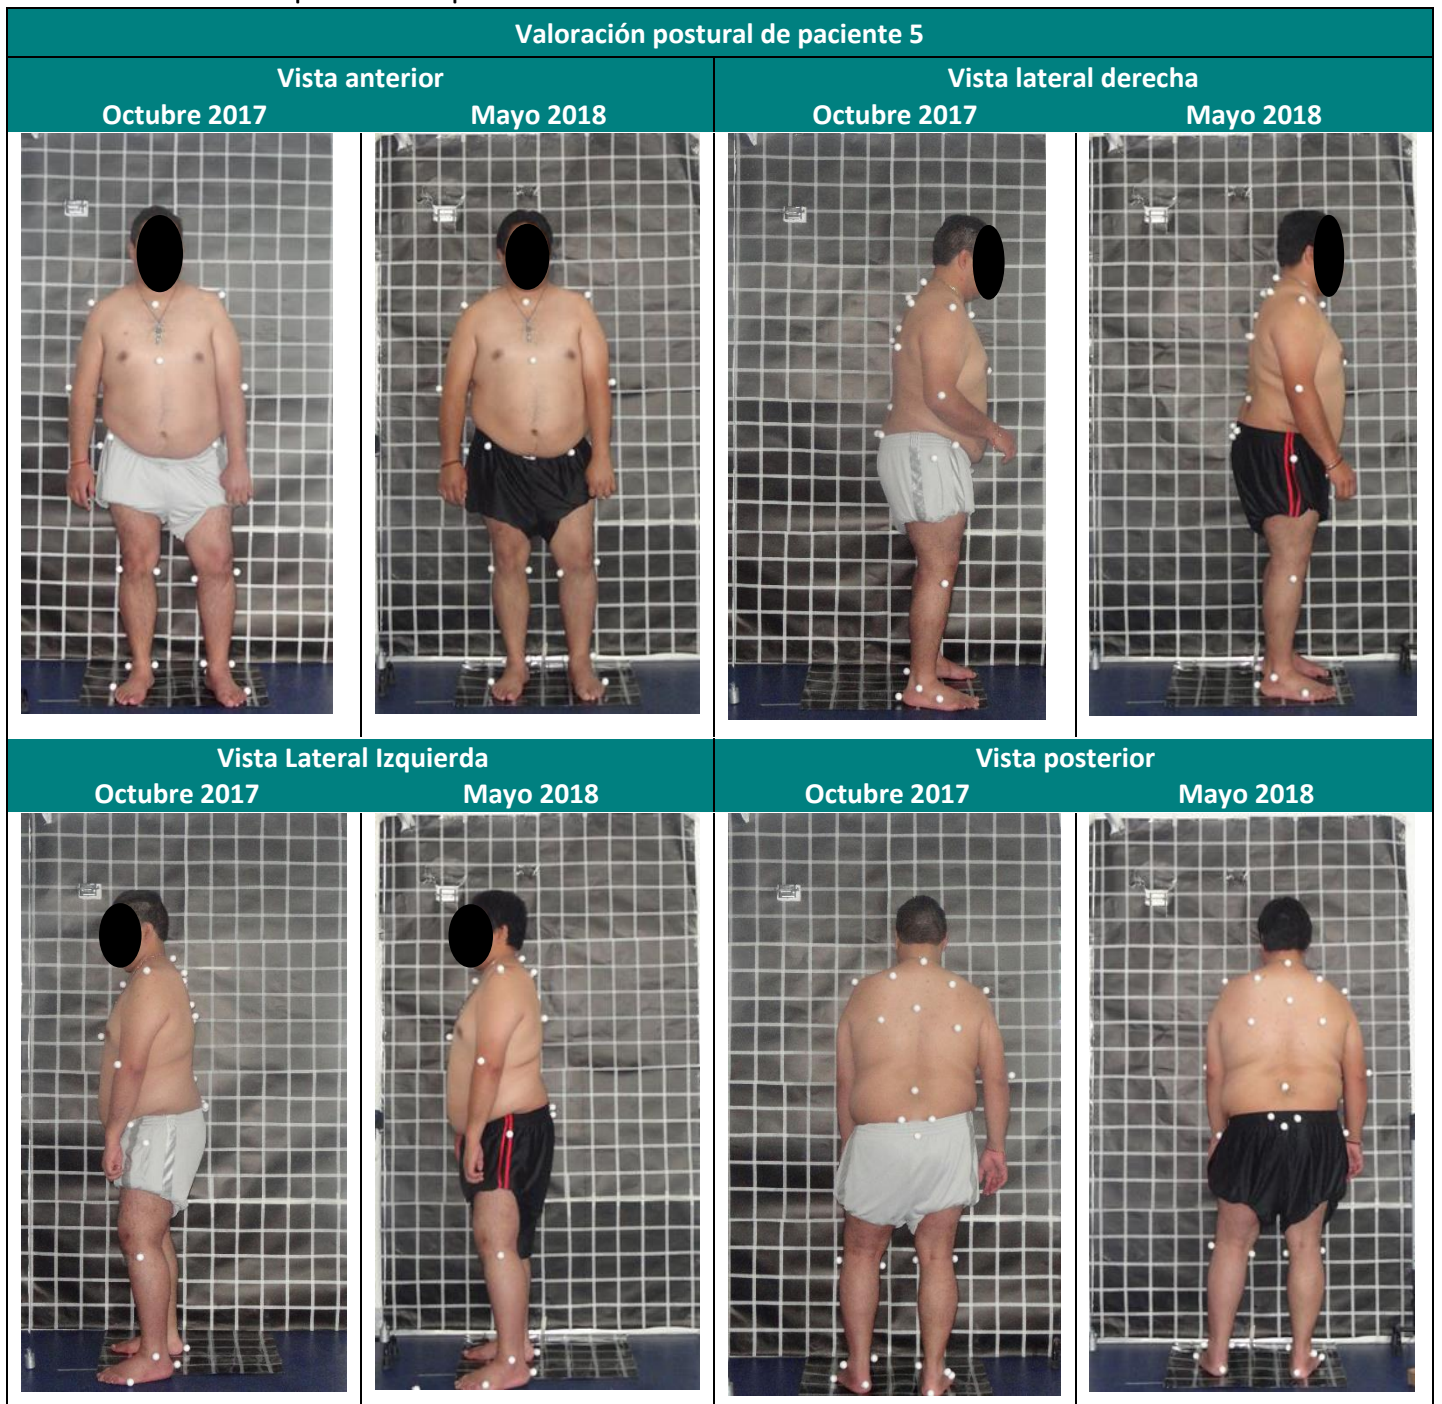 Valoración postural de paciente 5
Vista anterior
Vista lateral derecha
Octubre 2017
Mayo 2018
Octubre 2017
Mayo 2018
Vista Lateral Izquierda
Vista posterior
Octubre 2017
Mayo 2018
Octubre 2017
Mayo 2018